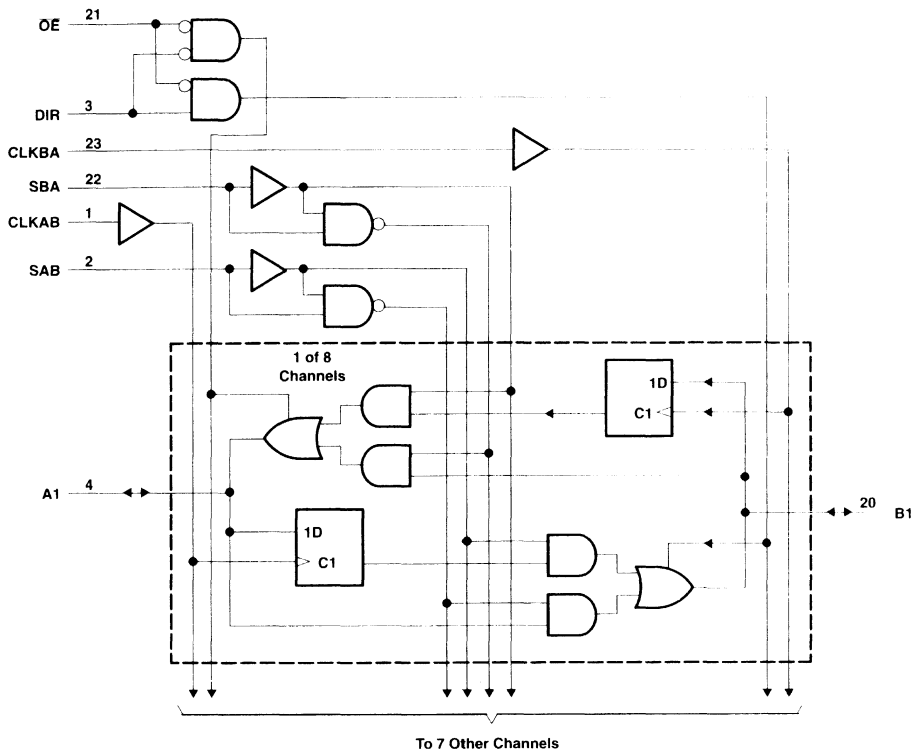 OE 21
DIR 3
CLKBA 23
SBA 22
CLKAB 1
SAB 2
1 of 8
Channels
1D
C1
A1 4
20 B1
1D
C1
To 7 Other Channels